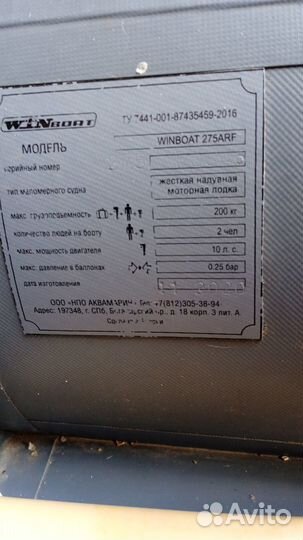 WINBOAT
ТУ 7441-001-87435459-2016
МОДЕЛЬ WINBOAT 275ARF
серийный номер
тип маломерного судна жесткая надувная моторная лодка
макс. грузоподъемность 200 кг
количество людей на борту 2 чел
макс. мощность двигателя 10 л. с.
макс. давление в баллонах 0.25 бар
дата изготовления
ООО «НПО АКВАМАРИН» Тел: +7(812)305-38-94
Адрес: 197348, г. СПб, Богатырский пр., д. 18 корп. 3 лит. А
Avito